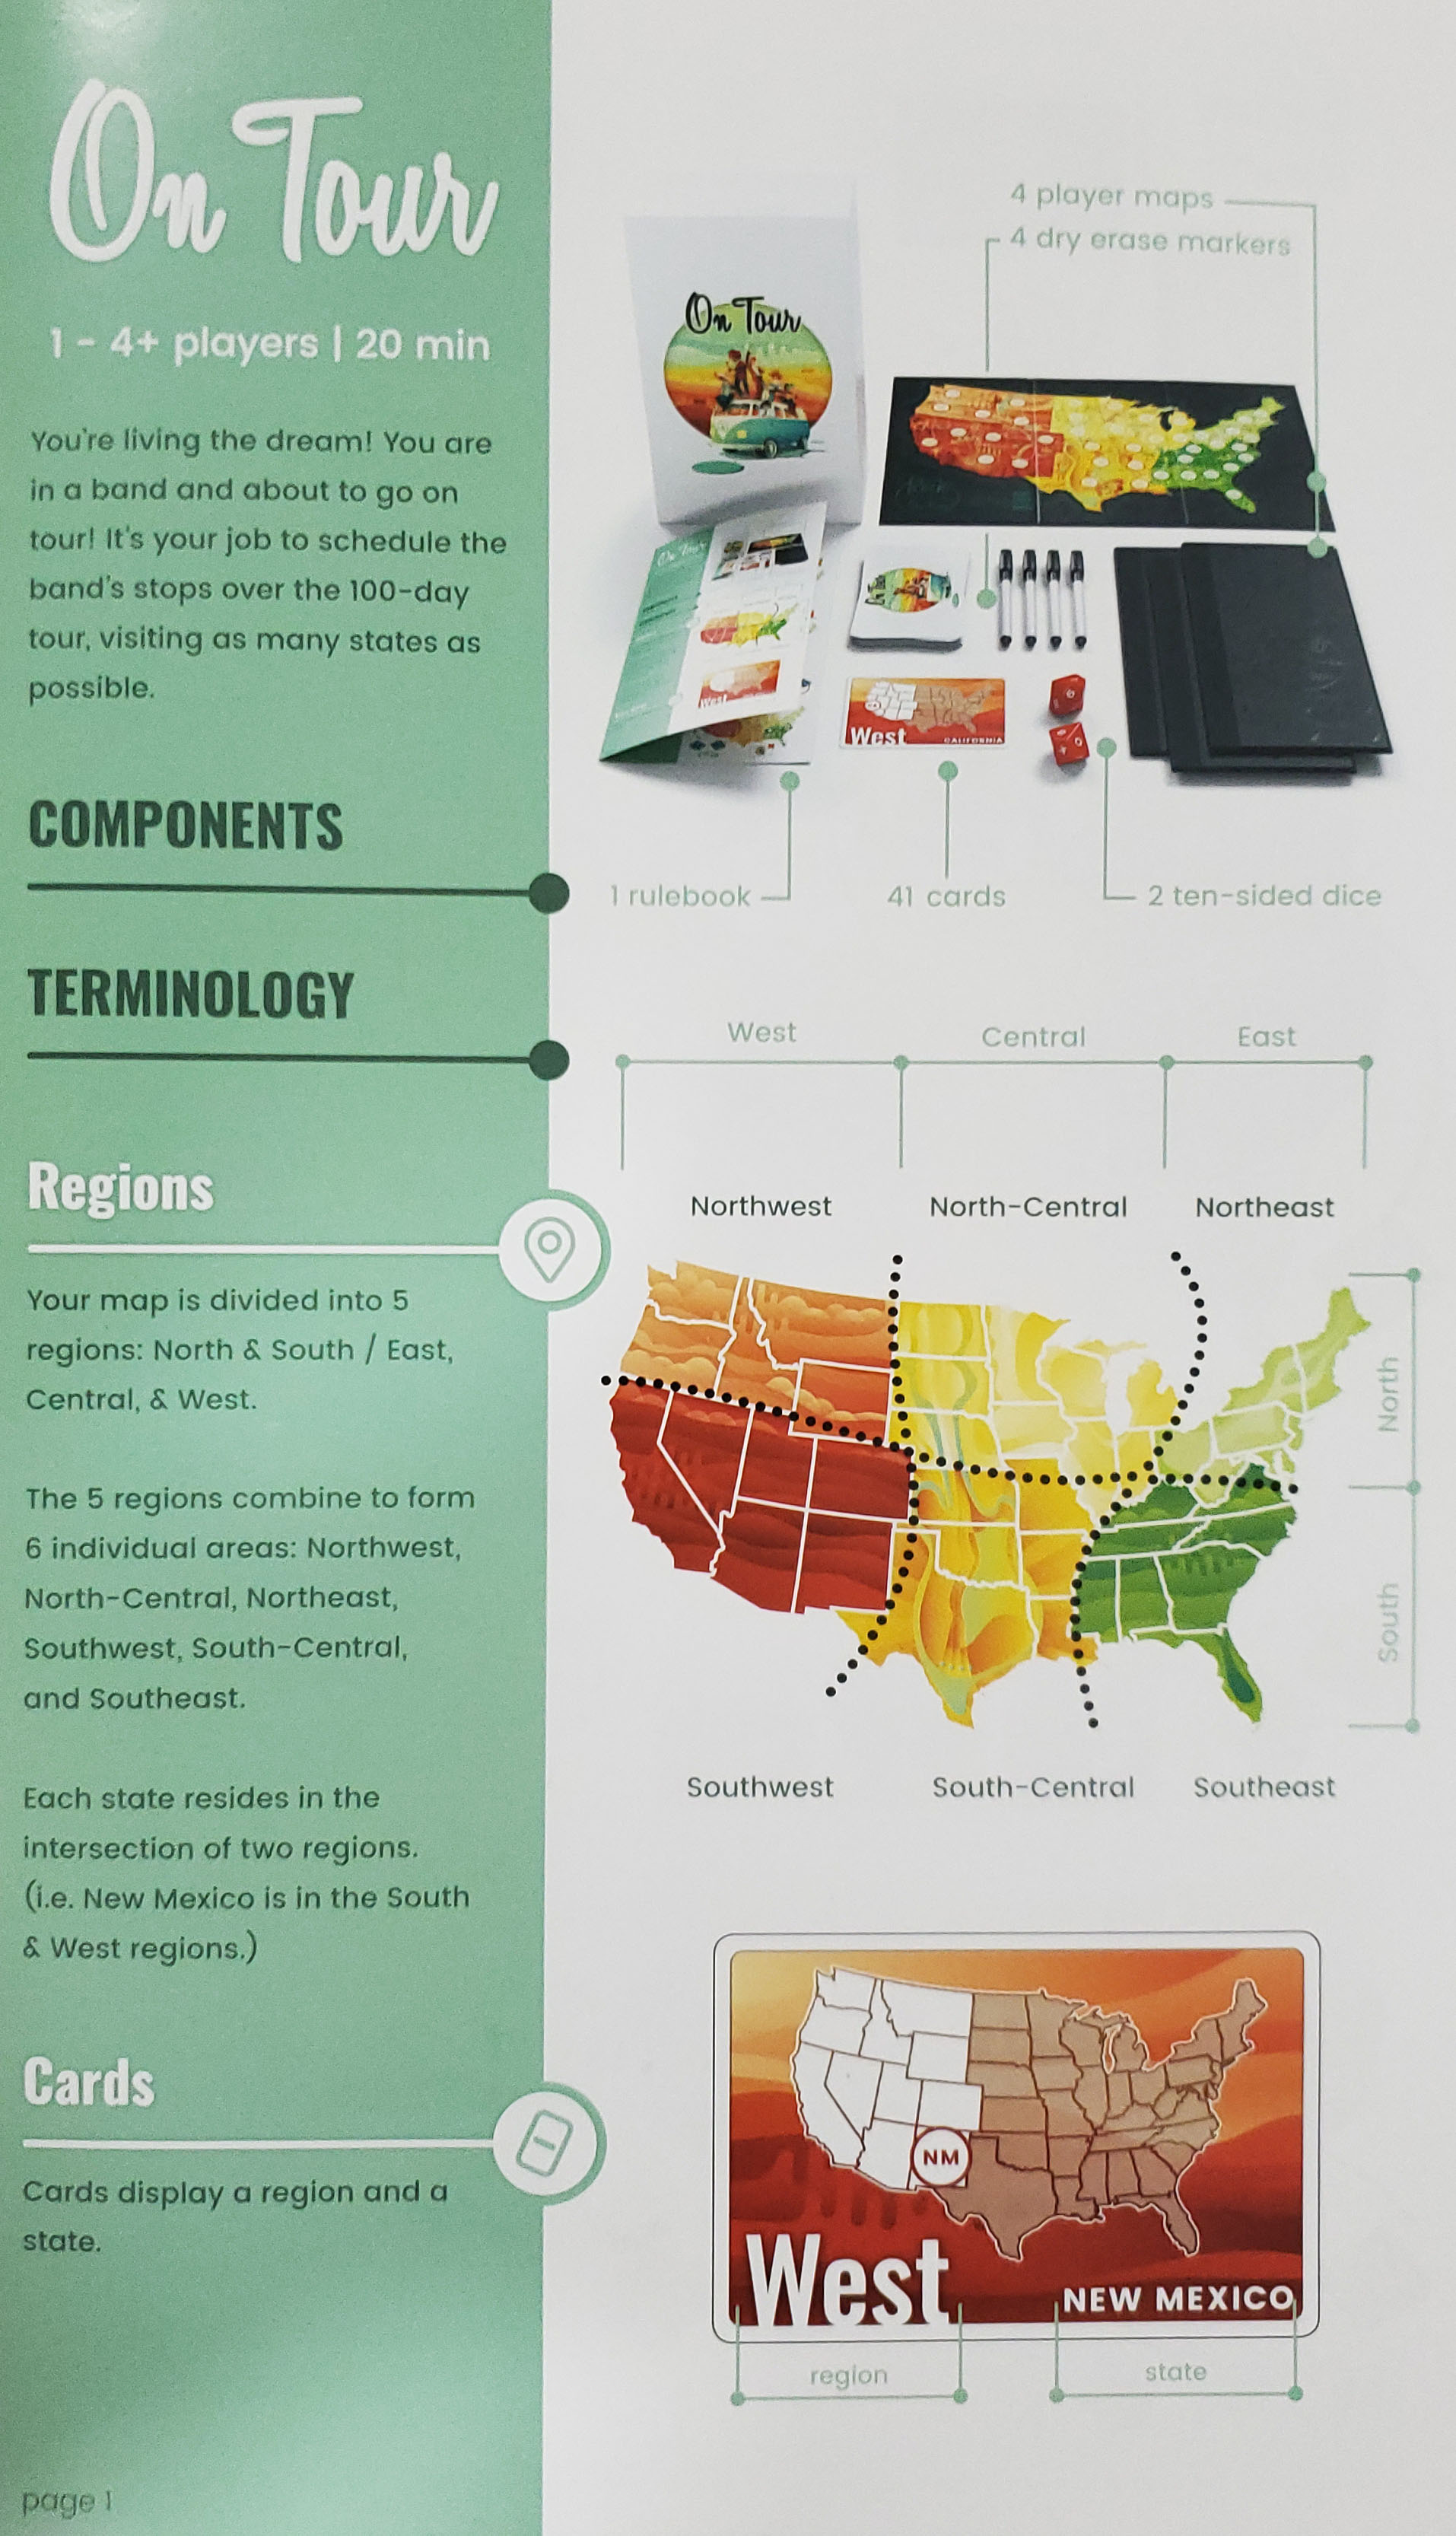 On Tour
1 - 4+ players | 20 min
You're living the dream! You are
in a band and about to go on
tour! It's your job to schedule the
band's stops over the 100-day
tour, visiting as many states as
possible.
COMPONENTS
4 player maps
4 dry erase markers
On Tour
On Tour
West
West
CALIFORNIA
1 rulebook
41 cards
2 ten-sided dice
TERMINOLOGY
West
Central
East
Regions
Your map is divided into 5
regions: North & South / East,
Central, & West.
The 5 regions combine to form
6 individual areas: Northwest,
North-Central, Northeast,
Southwest, South-Central,
and Southeast.
Each state resides in the
intersection of two regions.
(i.e. New Mexico is in the South
& West regions.)
Northwest
North-Central
Northeast
North
South
Southwest
South-Central
Southeast
Cards
Cards display a region and a
state.
NM
West
NEW MEXICO
region
state
page 1